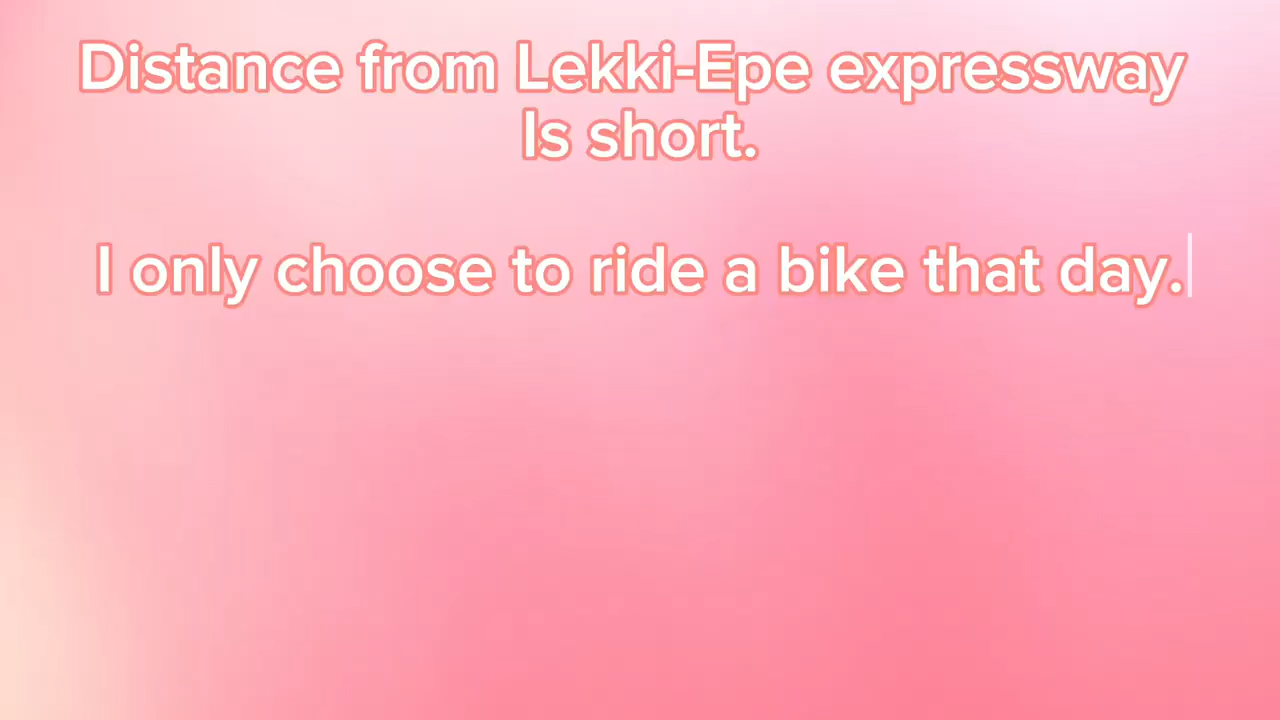 Distance from Lekki-Epe expressway
Is short.
I only choose to ride a bike that day.